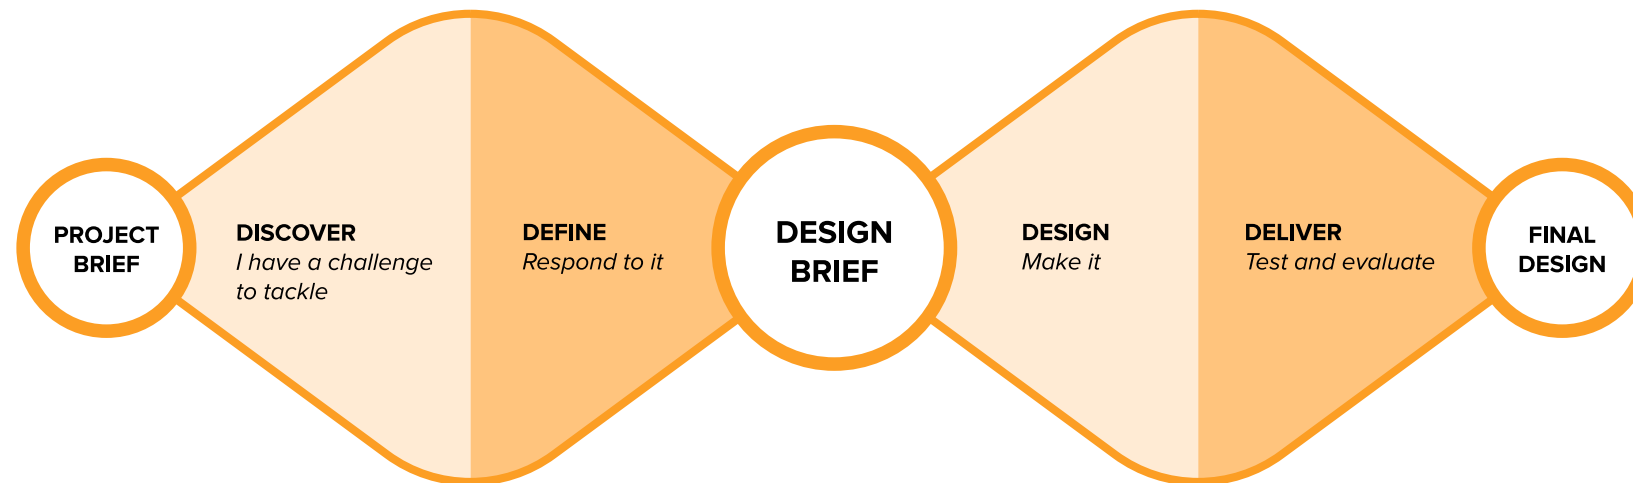 PROJECT
BRIEF
DISCOVER
I have a challenge
to tackle
DEFINE
Respond to it
DESIGN
BRIEF
DESIGN
Make it
DELIVER
Test and evaluate
FINAL
DESIGN